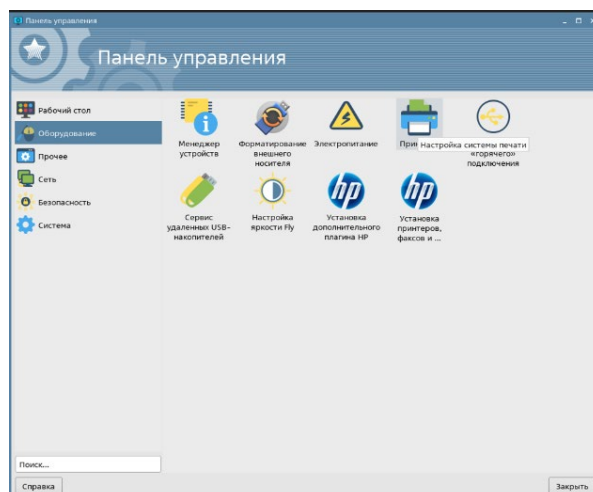 Панель управления
Панель управления
Рабочий стол
Оборудование
Прочее
Сеть
Безопасность
Система
Менеджер
устройств
Форматирование
внешнего
носителя
Электропитание
При
Настройка системы печати
«горячего»
подключения
Сервис
удаленных USB-
накопителей
Настройка
яркости Fly
hp
Установка
дополнительного
плагина HP
hp
Установка
принтеров,
факсов и ...
Поиск...
Справка
Закрыть